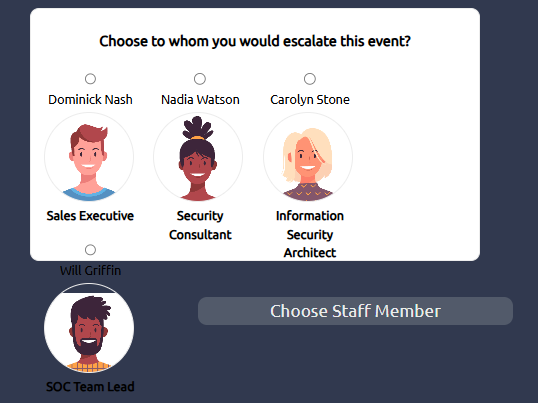 Choose to whom you would escalate this event?
Dominick Nash
Nadia Watson
Carolyn Stone
Sales Executive
Security
Consultant
Information
Security
Architect
Will Griffin
SOC Team Lead
Choose Staff Member